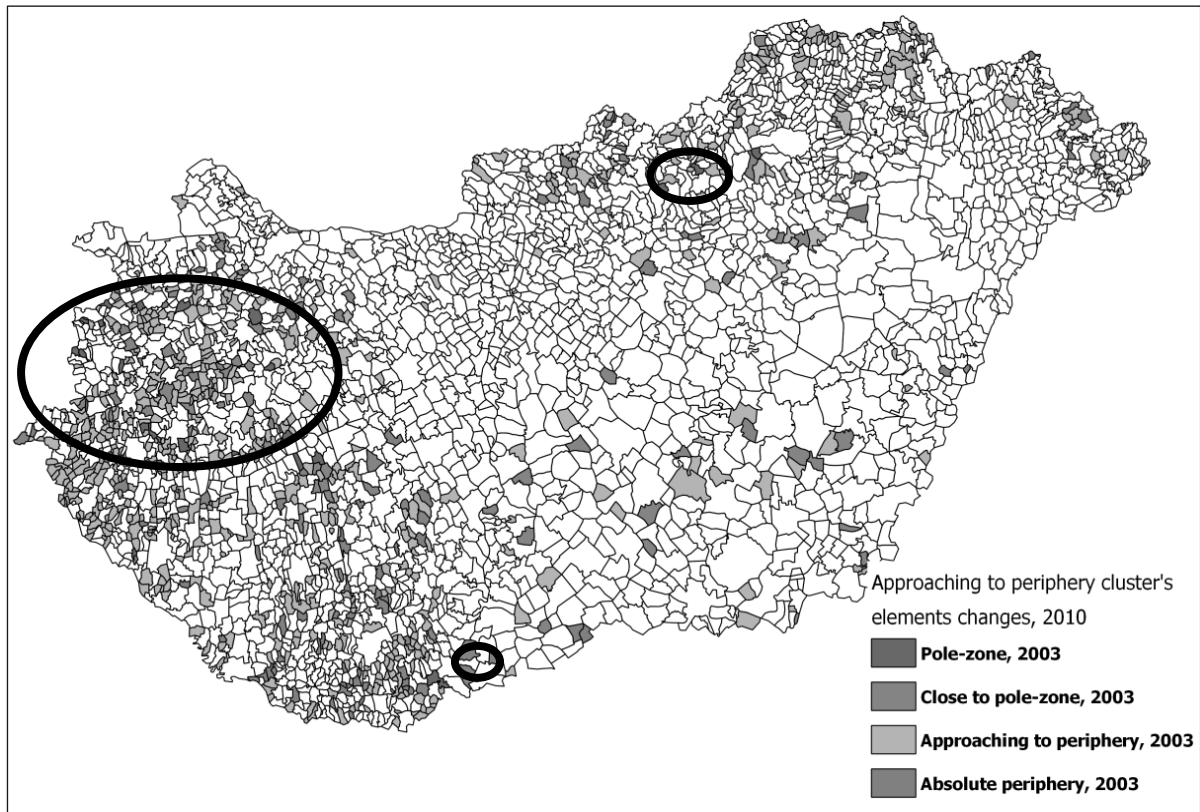 Approaching to periphery cluster's
elements changes, 2010
Pole-zone, 2003
Close to pole-zone, 2003
Approaching to periphery, 2003
Absolute periphery, 2003